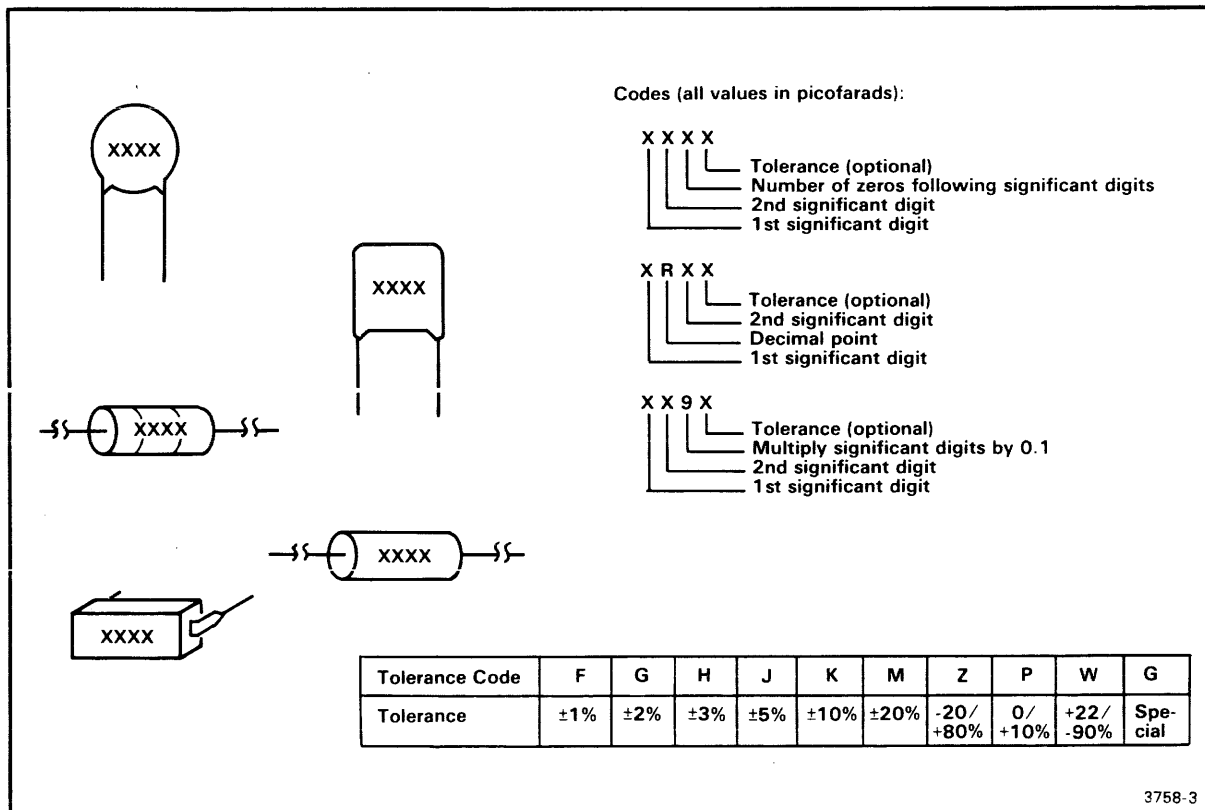 XXXX
XXXX
XXXX
XXXX
XXXX
Codes (all values in picofarads):
X X X X
Tolerance (optional)
Number of zeros following significant digits
2nd significant digit
1st significant digit
X R X X
Tolerance (optional)
2nd significant digit
Decimal point
1st significant digit
X X 9 X
Tolerance (optional)
Multiply significant digits by 0.1
2nd significant digit
1st significant digit
Tolerance Code F G H J K M Z P W G
Tolerance ±1% ±2% ±3% ±5% ±10% ±20% -20/ +80% 0/ +10% +22/ -90% Spe- cial
3758-3